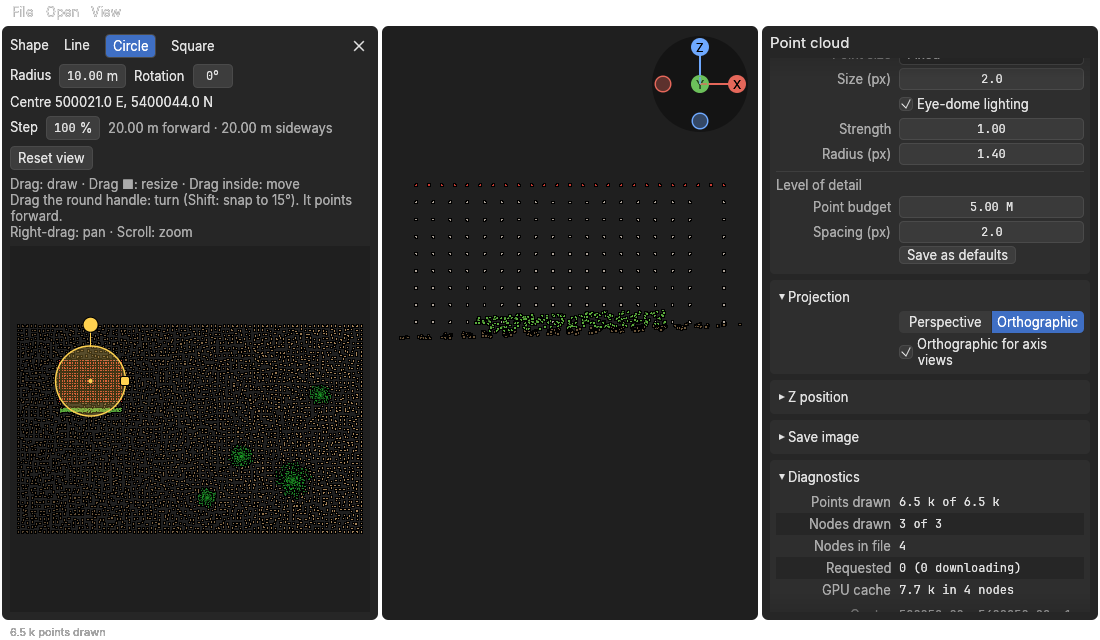 File Open View
Shape Line Circle Square
Radius 10.00 m Rotation 0°
Centre 500021.0 E, 5400044.0 N
Step 100 % 20.00 m forward · 20.00 m sideways
Reset view
Drag: draw · Drag ■: resize · Drag inside: move
Drag the round handle: turn (Shift: snap to 15°). It points
forward.
Right-drag: pan · Scroll: zoom
Z
Y
X
Point cloud
Size (px) 2.0
Eye-dome lighting
Strength 1.00
Radius (px) 1.40
Level of detail
Point budget 5.00 M
Spacing (px) 2.0
Save as defaults
Projection
Perspective Orthographic
Orthographic for axis
views
Z position
Save image
Diagnostics
Points drawn 6.5 k of 6.5 k
Nodes drawn 3 of 3
Nodes in file 4
Requested 0 (0 downloading)
GPU cache 7.7 k in 4 nodes
6.5 k points drawn